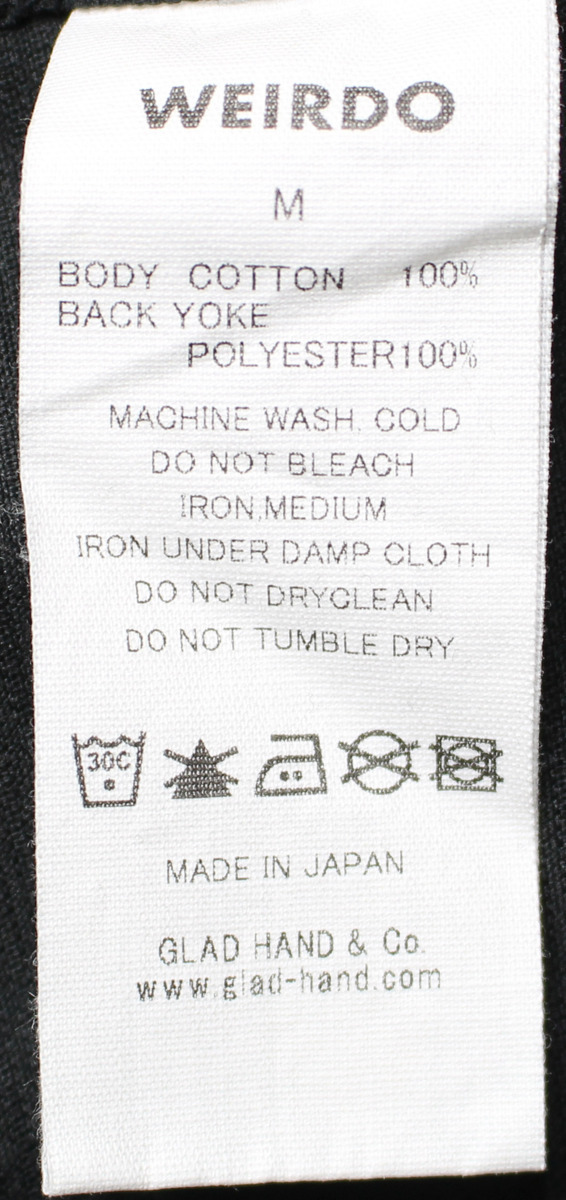 WEIRDO
M
BODY COTTON 100%
BACK YOKE
POLYESTER100%
MACHINE WASH. COLD
DO NOT BLEACH
IRON.MEDIUM
IRON UNDER DAMP CLOTH
DO NOT DRYCLEAN
DO NOT TUMBLE DRY
30C
MADE IN JAPAN
GLAD HAND & Co.
www.glad-hand.com